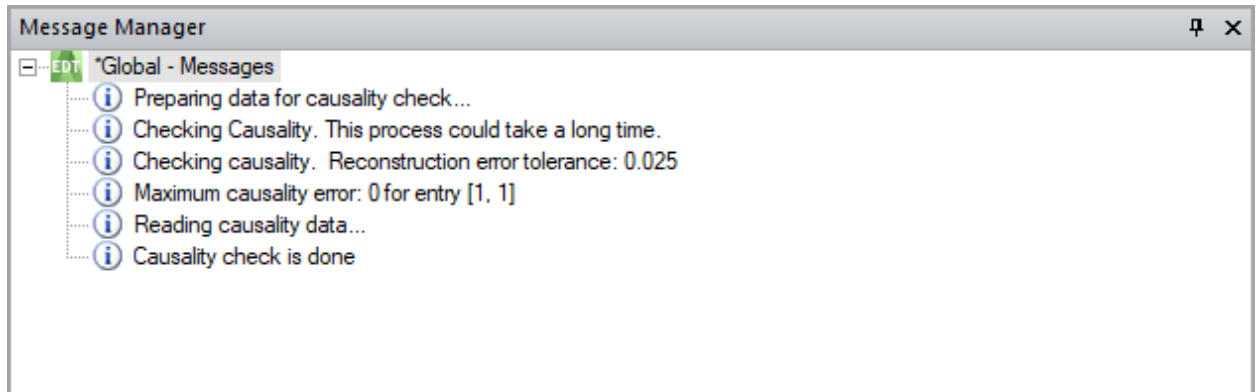 Message Manager
EDT *Global - Messages
Preparing data for causality check...
Checking Causality. This process could take a long time.
Checking causality.  Reconstruction error tolerance: 0.025
Maximum causality error: 0 for entry [1, 1]
Reading causality data...
Causality check is done